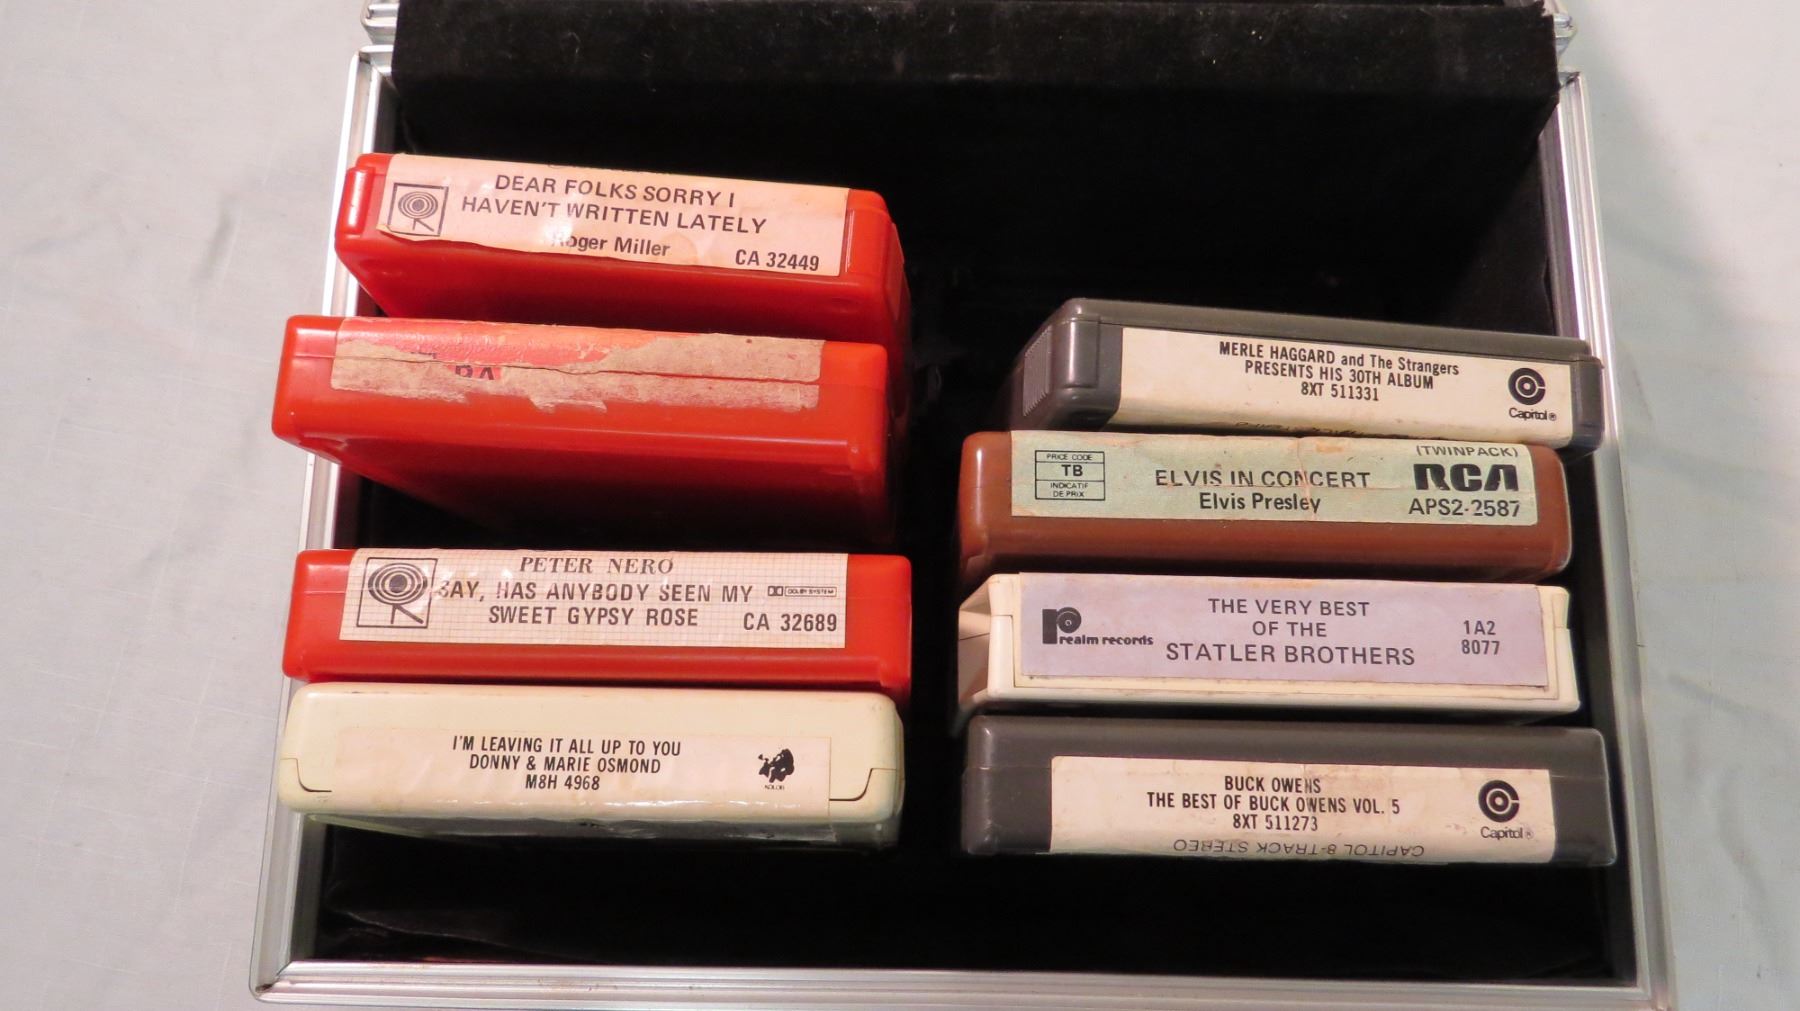 DEAR FOLKS SORRY I
HAVEN'T WRITTEN LATELY
Roger Miller
CA 32449
PETER NERO
SAY, HAS ANYBODY SEEN MY
SWEET GYPSY ROSE
DOLBY SYSTEM
CA 32689
I'M LEAVING IT ALL UP TO YOU
DONNY & MARIE OSMOND
M8H 4968
KOLOB
MERLE HAGGARD and The Strangers
PRESENTS HIS 30TH ALBUM
8XT 511331
Capitol®
PRICE CODE
TB
INDICATIF
DE PRIX
ELVIS IN CONCERT
Elvis Presley
(TWINPACK)
RCA
APS2-2587
realm records
THE VERY BEST
OF THE
STATLER BROTHERS
1A2
8077
BUCK OWENS
THE BEST OF BUCK OWENS VOL. 5
8XT 511273
Capitol®
CAPITOL 8-TRACK STEREO